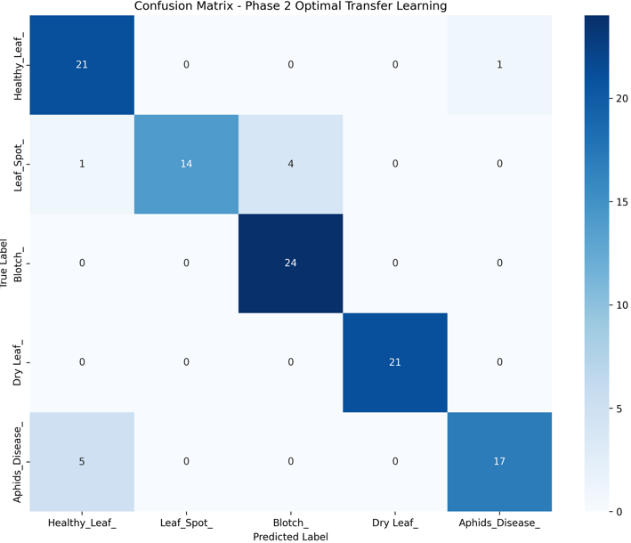 Confusion Matrix - Phase 2 Optimal Transfer Learning
Healthy_Leaf_
21 0 0 0 1
Leaf_Spot_
1 14 4 0 0
True Label
Blotch_
0 0 24 0 0
Dry Leaf_
0 0 0 21 0
Aphids_Disease_
5 0 0 0 17
Healthy_Leaf_ Leaf_Spot_ Blotch_ Dry Leaf_ Aphids_Disease_
Predicted Label
20
15
10
5
0